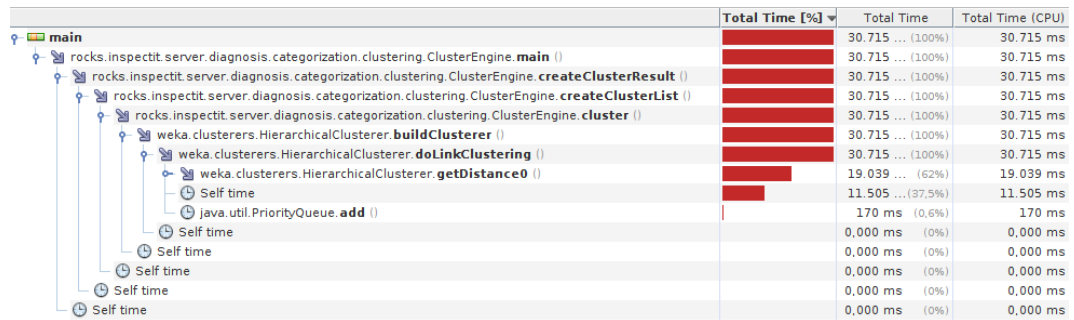 Total Time [%] Total Time Total Time (CPU)
main 30.715 ... (100%) 30.715 ms
rocks.inspectit.server.diagnosis.categorization.clustering.ClusterEngine.main () 30.715 ... (100%) 30.715 ms
rocks.inspectit.server.diagnosis.categorization.clustering.ClusterEngine.createClusterResult () 30.715 ... (100%) 30.715 ms
rocks.inspectit.server.diagnosis.categorization.clustering.ClusterEngine.createClusterList () 30.715 ... (100%) 30.715 ms
rocks.inspectit.server.diagnosis.categorization.clustering.ClusterEngine.cluster () 30.715 ... (100%) 30.715 ms
weka.clusterers.HierarchicalClusterer.buildClusterer () 30.715 ... (100%) 30.715 ms
weka.clusterers.HierarchicalClusterer.doLinkClustering () 30.715 ... (100%) 30.715 ms
weka.clusterers.HierarchicalClusterer.getDistance0 () 19.039 ... (62%) 19.039 ms
Self time 11.505 ...(37,5%) 11.505 ms
java.util.PriorityQueue.add () 170 ms (0,6%) 170 ms
Self time 0,000 ms (0%) 0,000 ms
Self time 0,000 ms (0%) 0,000 ms
Self time 0,000 ms (0%) 0,000 ms
Self time 0,000 ms (0%) 0,000 ms
Self time 0,000 ms (0%) 0,000 ms